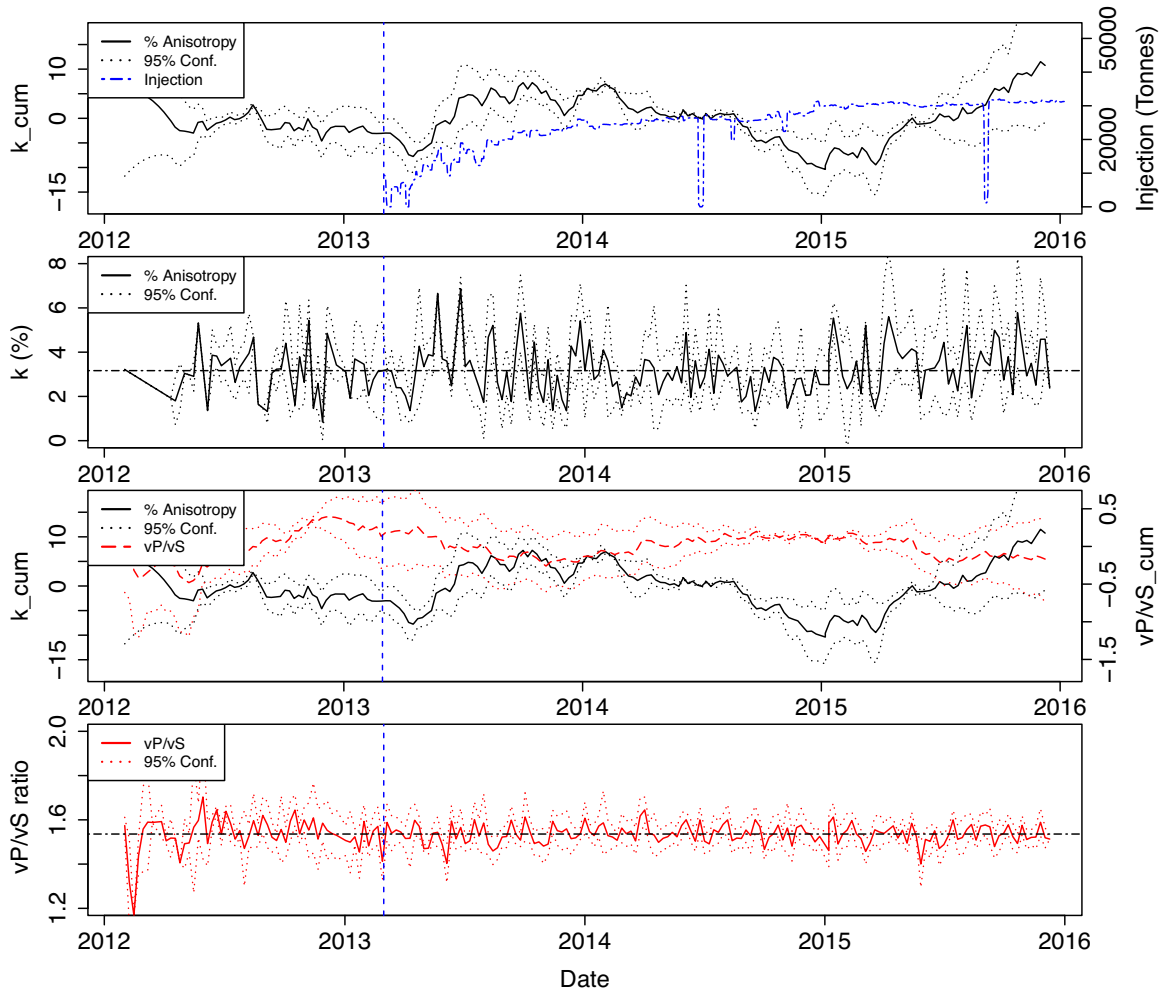 % Anisotropy
95% Conf.
Injection
k_cum
10
0
−15
Injection (Tonnes)
50000
20000
0
2012 2013 2014 2015 2016
% Anisotropy
95% Conf.
k (%)
8
6
4
2
0
2012 2013 2014 2015 2016
% Anisotropy
95% Conf.
vP/vS
k_cum
10
0
−15
vP/vS_cum
0.5
−0.5
−1.5
2012 2013 2014 2015 2016
vP/vS
95% Conf.
vP/vS ratio
2.0
1.6
1.2
2012 2013 2014 2015 2016
Date